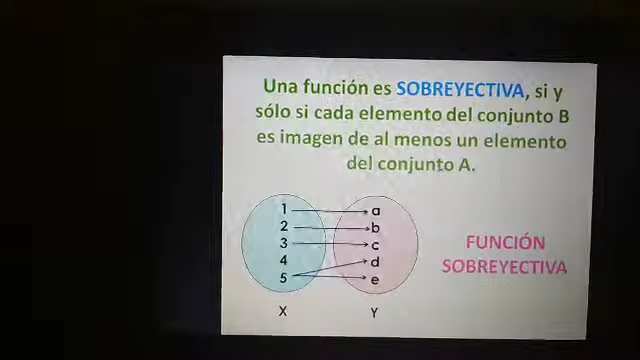 Una función es SOBREYECTIVA, si y
sólo si cada elemento del conjunto B
es imagen de al menos un elemento
del conjunto A.
1 a
2 b
3 c
4 d
5 e
X Y
FUNCIÓN
SOBREYECTIVA